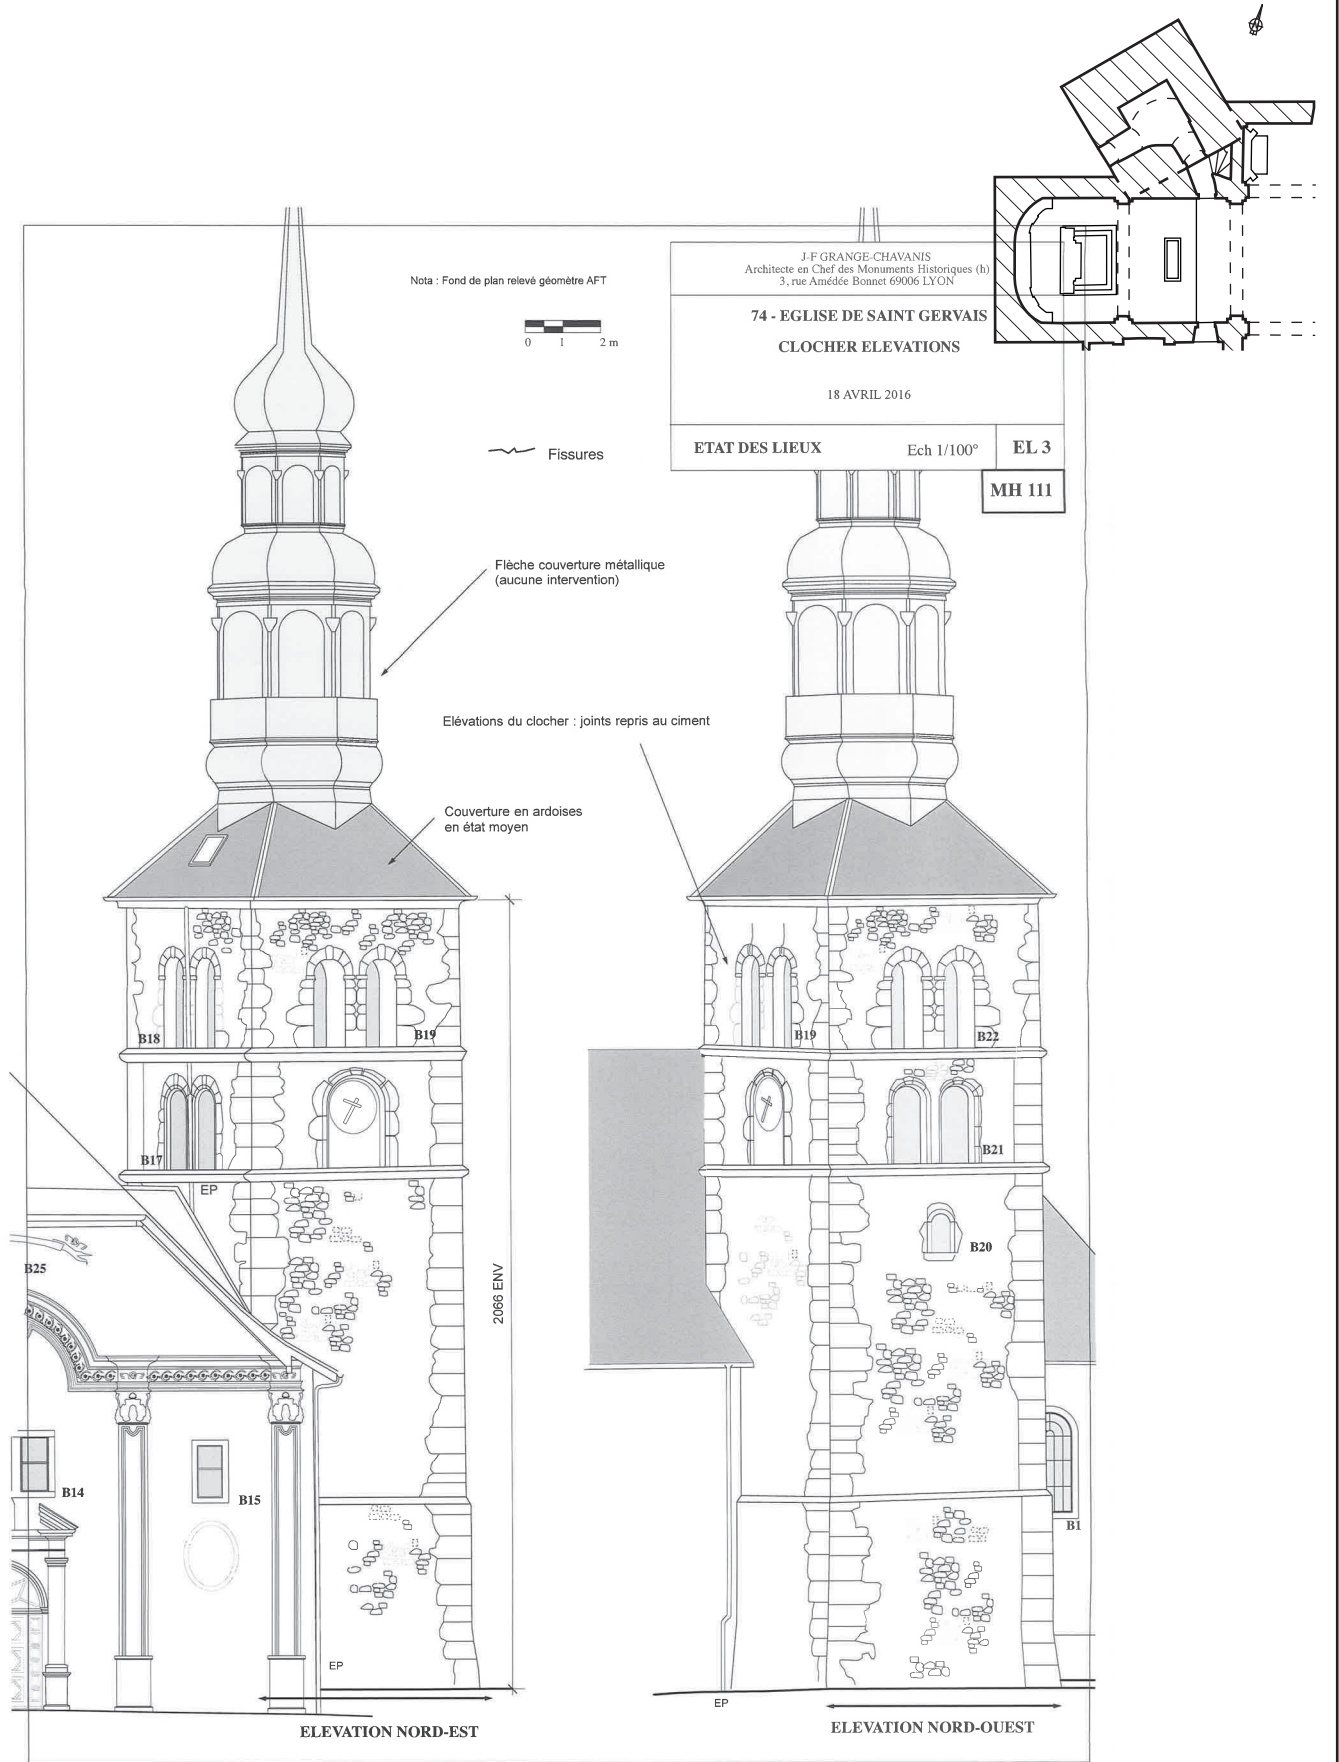 Nota : Fond de plan relevé géomètre AFT
0 1 2 m
J-F GRANGE-CHAVANIS
Architecte en Chef des Monuments Historiques (h)
3, rue Amédée Bonnet 69006 LYON
74 - EGLISE DE SAINT GERVAIS
CLOCHER ELEVATIONS
18 AVRIL 2016
ETAT DES LIEUX Ech 1/100° EL 3
MH 111
Fissures
Flèche couverture métallique
(aucune intervention)
Elévations du clocher : joints repris au ciment
Couverture en ardoises
en état moyen
B18 B19 B19 B22
B17 B21
EP
B20
B25
2066 ENV
B14 B15 B1
EP
EP
ELEVATION NORD-EST ELEVATION NORD-OUEST